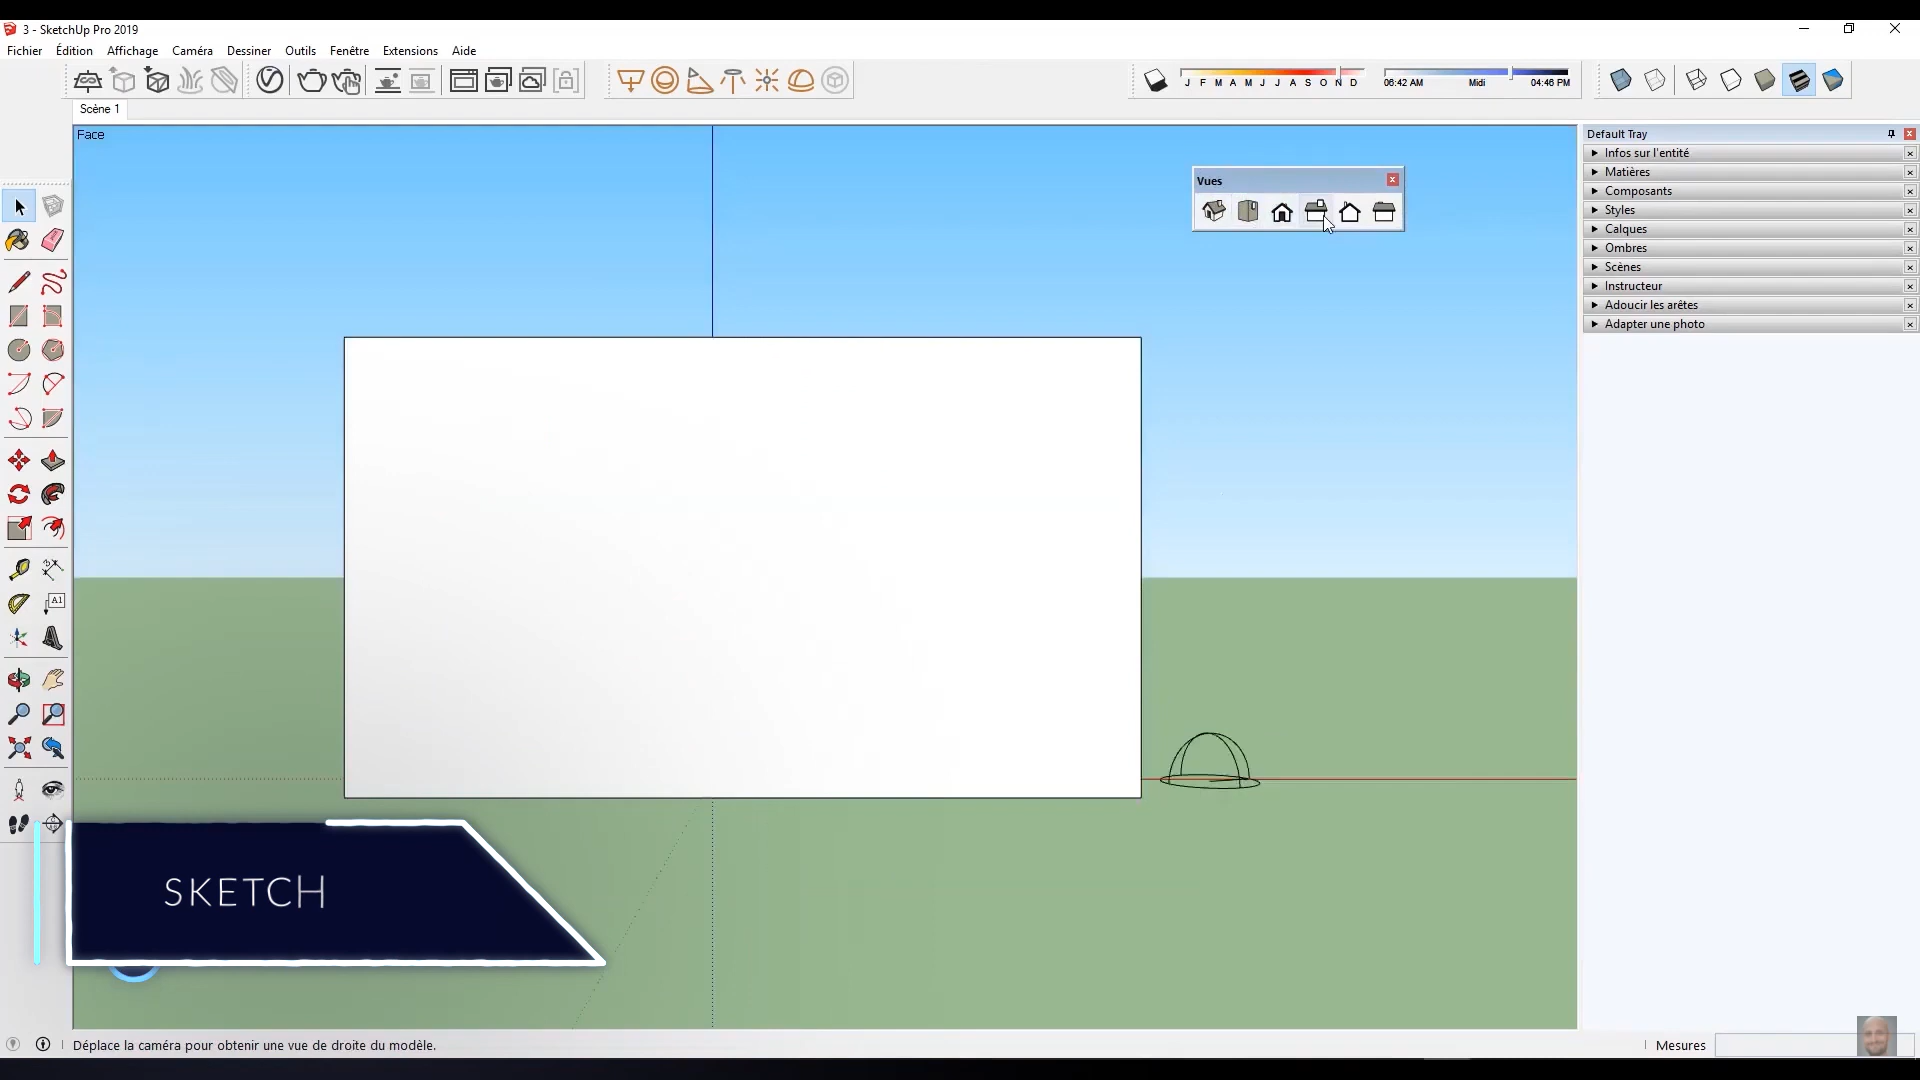 3 - SketchUp Pro 2019
Fichier Édition Affichage Caméra Dessiner Outils Fenêtre Extensions Aide
J F M A M J J A S O N D
06:42 AM Midi 04:46 PM
Scène 1
Face
Vues
Default Tray
Infos sur l'entité
Matières
Composants
Styles
Calques
Ombres
Scènes
Instructeur
Adoucir les arêtes
Adapter une photo
A1
SKETCH
Déplace la caméra pour obtenir une vue de droite du modèle.
Mesures